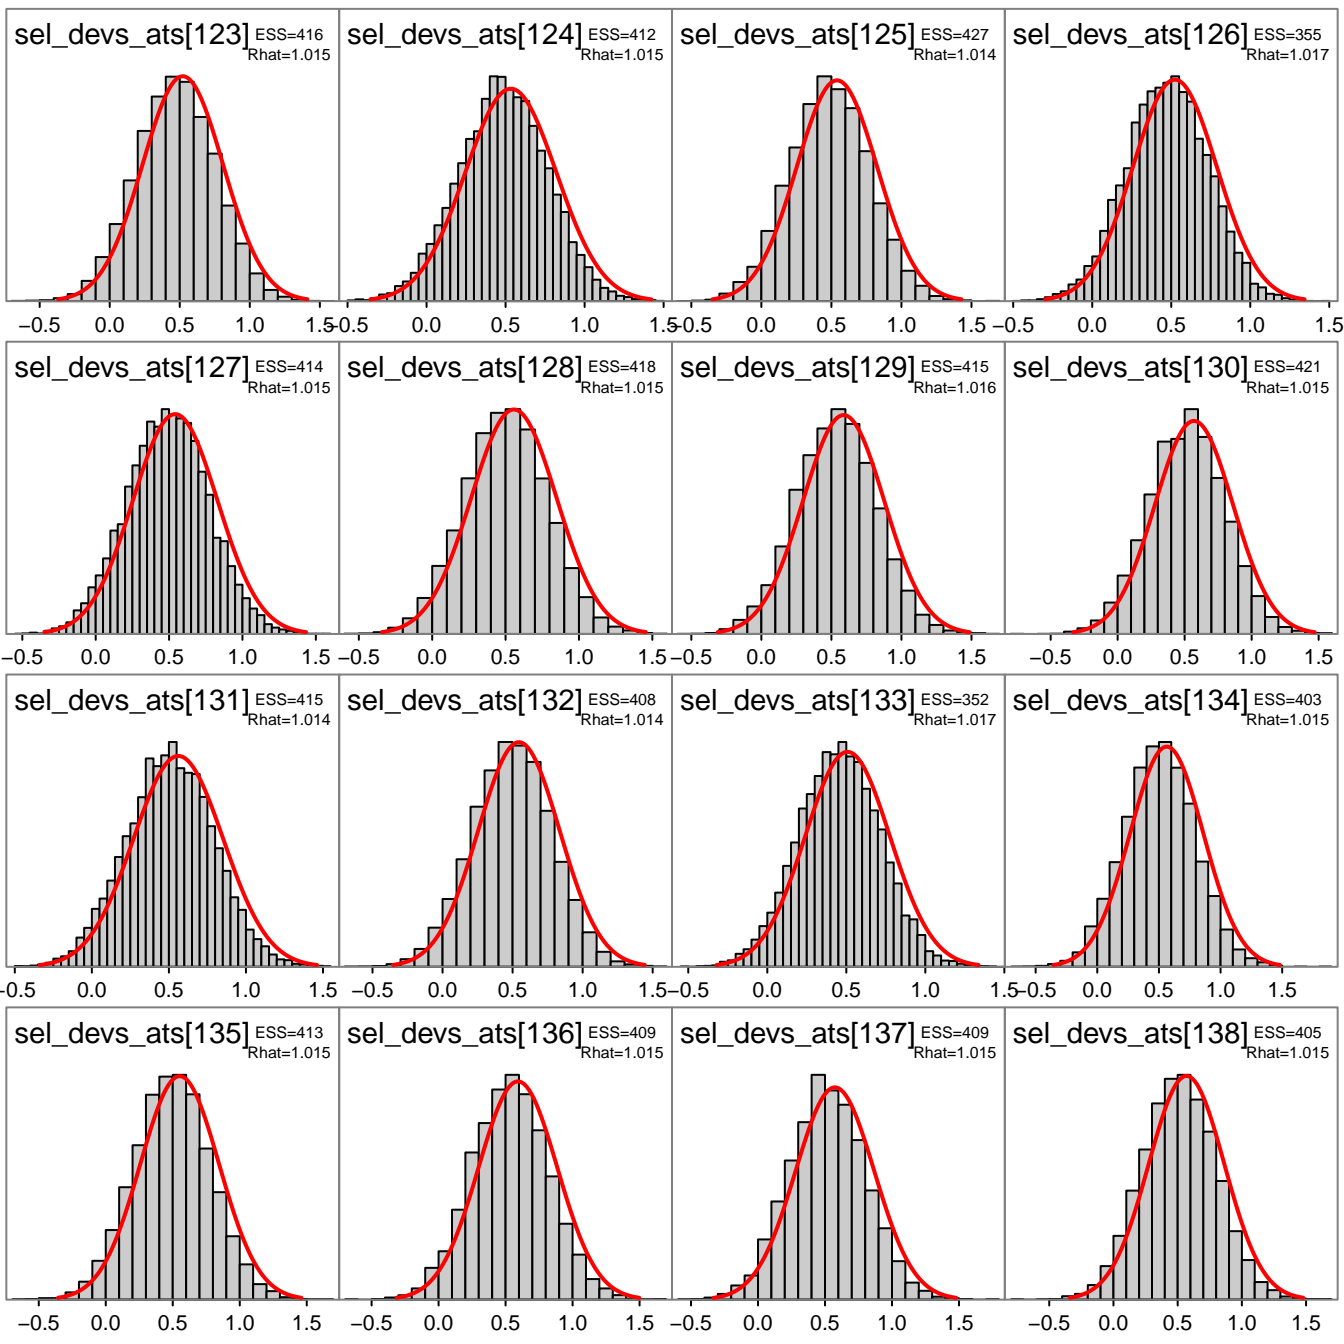 sel_devs_ats[123] ESS=416
Rhat=1.015
sel_devs_ats[124] ESS=412
Rhat=1.015
sel_devs_ats[125] ESS=427
Rhat=1.014
sel_devs_ats[126] ESS=355
Rhat=1.017
−0.5 0.0 0.5 1.0 1.5
−0.5 0.0 0.5 1.0 1.5
−0.5 0.0 0.5 1.0
−0.5 0.0 0.5 1.0 1.5
sel_devs_ats[127] ESS=414
Rhat=1.015
sel_devs_ats[128] ESS=418
Rhat=1.015
sel_devs_ats[129] ESS=415
Rhat=1.016
sel_devs_ats[130] ESS=421
Rhat=1.015
−0.5 0.0 0.5 1.0 1.5
−0.5 0.0 0.5 1.0 1.5
−0.5 0.0 0.5 1.0 1.5
−0.5 0.0 0.5 1.0 1.5
sel_devs_ats[131] ESS=415
Rhat=1.014
sel_devs_ats[132] ESS=408
Rhat=1.014
sel_devs_ats[133] ESS=352
Rhat=1.017
sel_devs_ats[134] ESS=403
Rhat=1.015
−0.5 0.0 0.5 1.0 1.5
−0.5 0.0 0.5 1.0 1.5
−0.5 0.0 0.5 1.0 1.5
−0.5 0.0 0.5 1.0 1.5
sel_devs_ats[135] ESS=413
Rhat=1.015
sel_devs_ats[136] ESS=409
Rhat=1.015
sel_devs_ats[137] ESS=409
Rhat=1.015
sel_devs_ats[138] ESS=405
Rhat=1.015
−0.5 0.0 0.5 1.0 1.5
−0.5 0.0 0.5 1.0 1.5
−0.5 0.0 0.5 1.0 1.5
−0.5 0.0 0.5 1.0 1.5